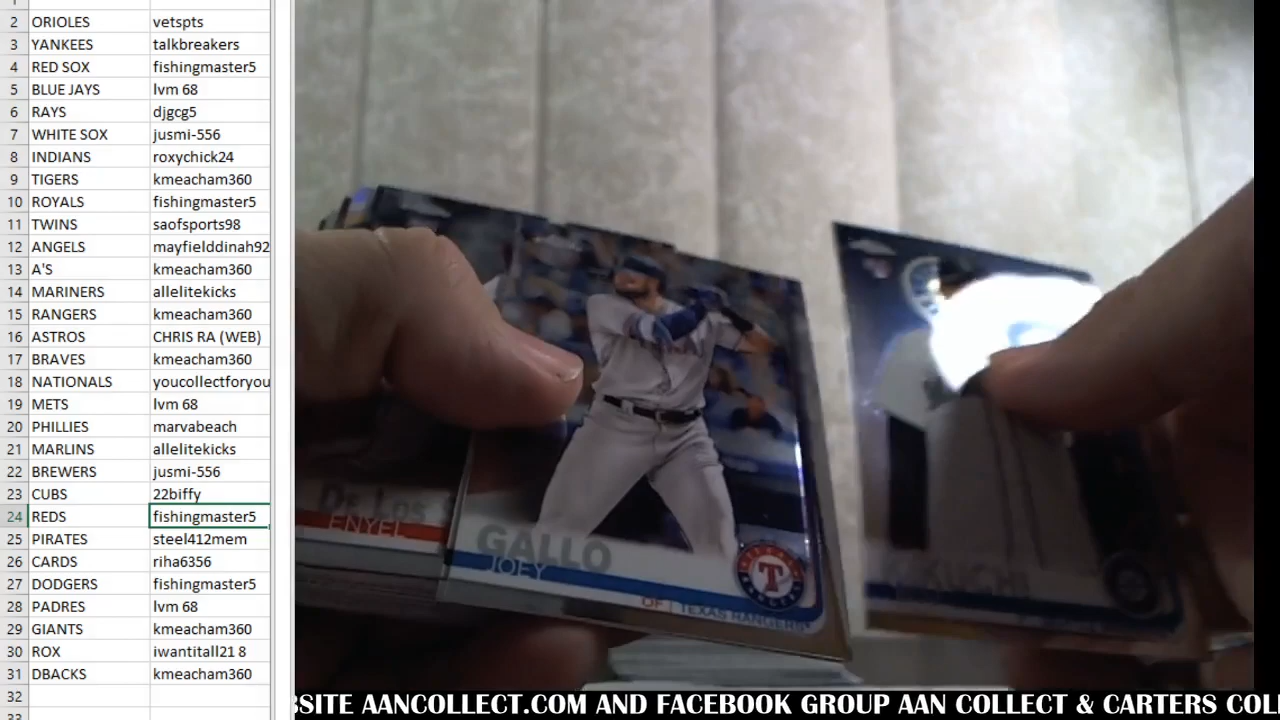 2 ORIOLES vetspts
3 YANKEES talkbreakers
4 RED SOX fishingmaster5
5 BLUE JAYS lvm 68
6 RAYS djgcg5
7 WHITE SOX jusmi-556
8 INDIANS roxychick24
9 TIGERS kmeacham360
10 ROYALS fishingmaster5
11 TWINS saofsports98
12 ANGELS mayfielddinah92
13 A'S kmeacham360
14 MARINERS allelitekicks
15 RANGERS kmeacham360
16 ASTROS CHRIS RA (WEB)
17 BRAVES kmeacham360
18 NATIONALS youcollectforyou
19 METS lvm 68
20 PHILLIES marvabeach
21 MARLINS allelitekicks
22 BREWERS jusmi-556
23 CUBS 22biffy
24 REDS fishingmaster5
25 PIRATES steel412mem
26 CARDS riha6356
27 DODGERS fishingmaster5
28 PADRES lvm 68
29 GIANTS kmeacham360
30 ROX iwantitall21 8
31 DBACKS kmeacham360
32
33
De Los
ENYEL
GALLO
JOEY
T
OF | TEXAS RANGERS
BSITE AANCOLLECT.COM AND FACEBOOK GROUP AAN COLLECT & CARTERS COL